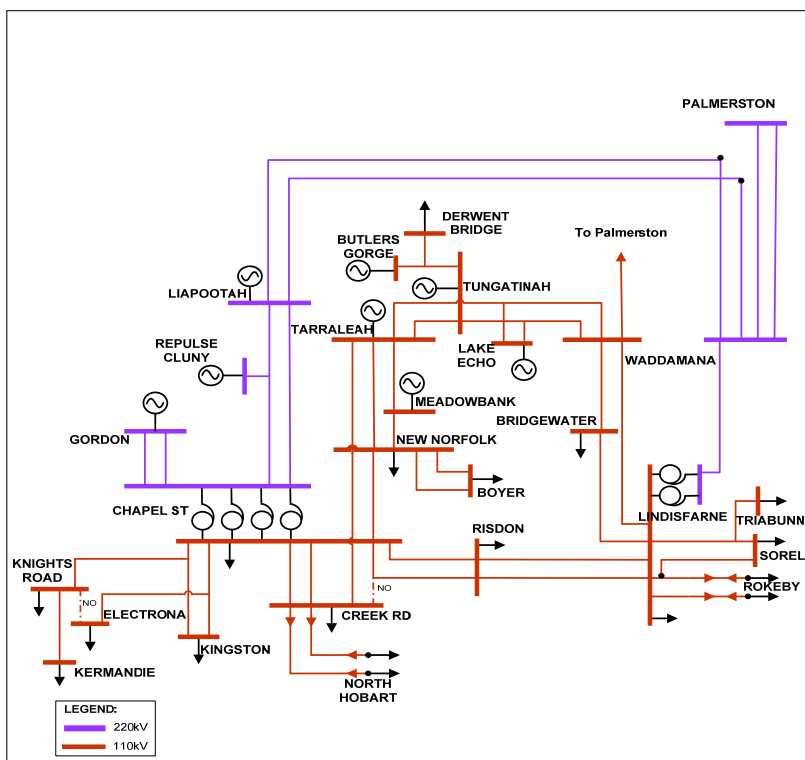 PALMERSTON
DERWENT
BRIDGE
To Palmerston
BUTLERS
GORGE
TUNGATINAH
LIAPOOTAH
TARRALEAH
REPULSE
CLUNY
LAKE
ECHO
WADDAMANA
MEADOWBANK
BRIDGEWATER
GORDON
NEW NORFOLK
BOYER
CHAPEL ST
LINDISFARNE
TRIABUNN
RISDON
SOREL
KNIGHTS
ROAD
NO
NO
ROKEBY
ELECTRONA
CREEK RD
KINGSTON
KERMANDIE
NORTH
HOBART
LEGEND:
220kV
110kV